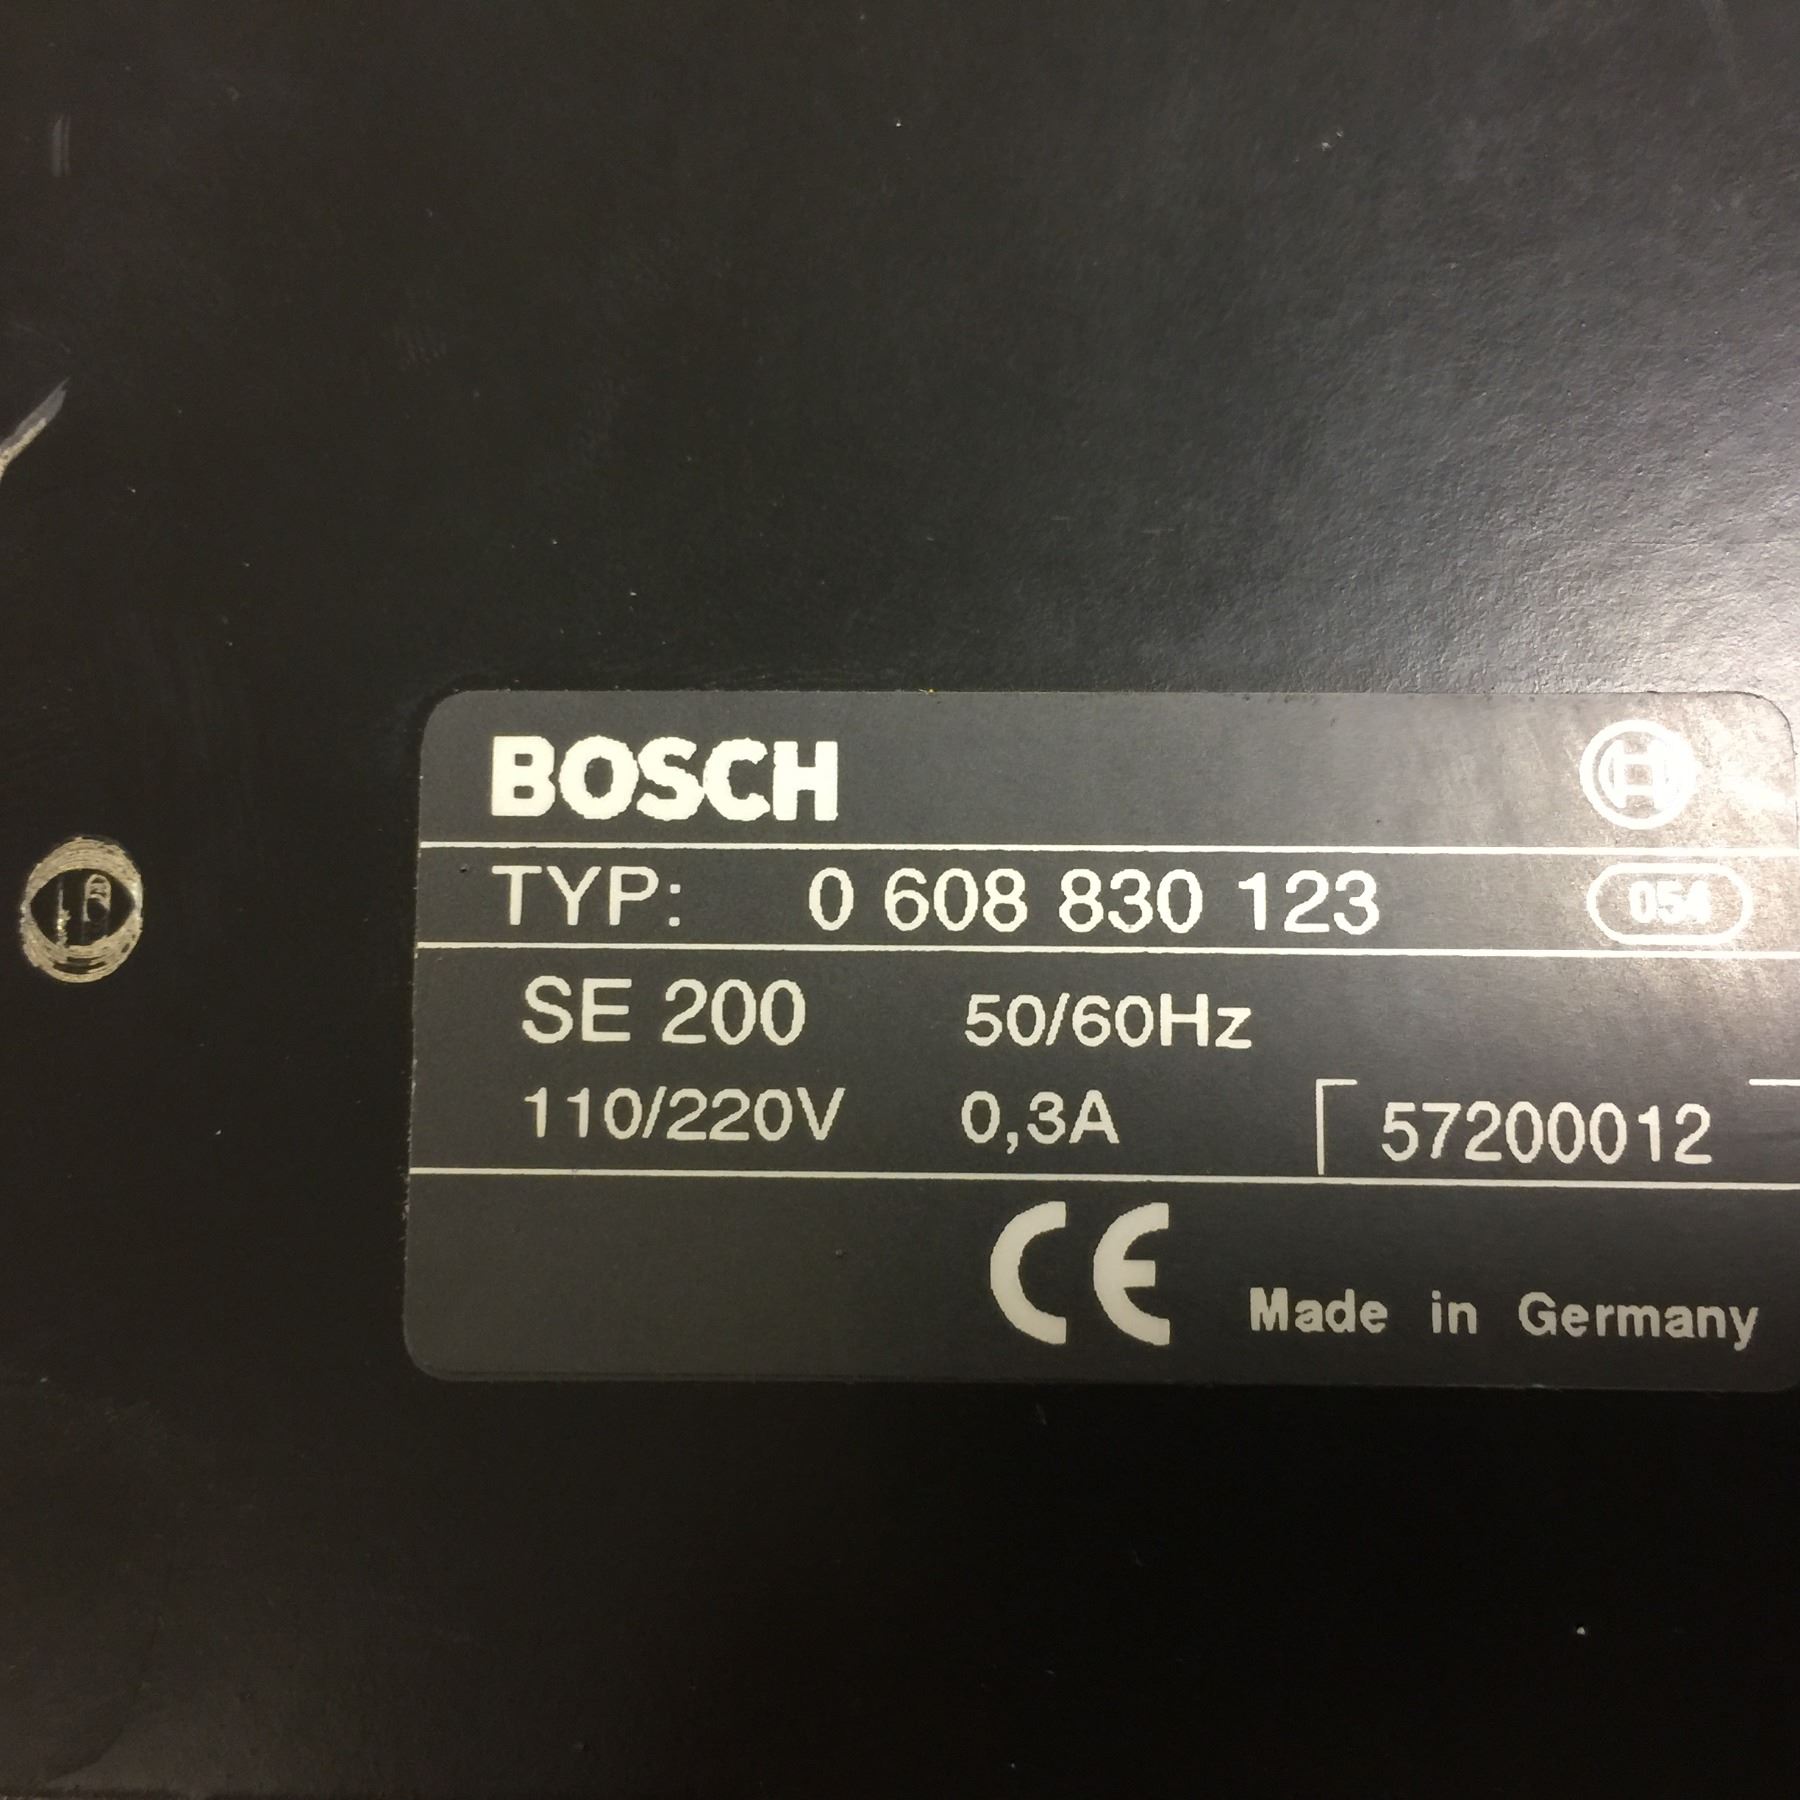 BOSCH
TYP: 0 608 830 123 054
SE 200 50/60Hz
110/220V 0,3A 57200012
CE Made in Germany